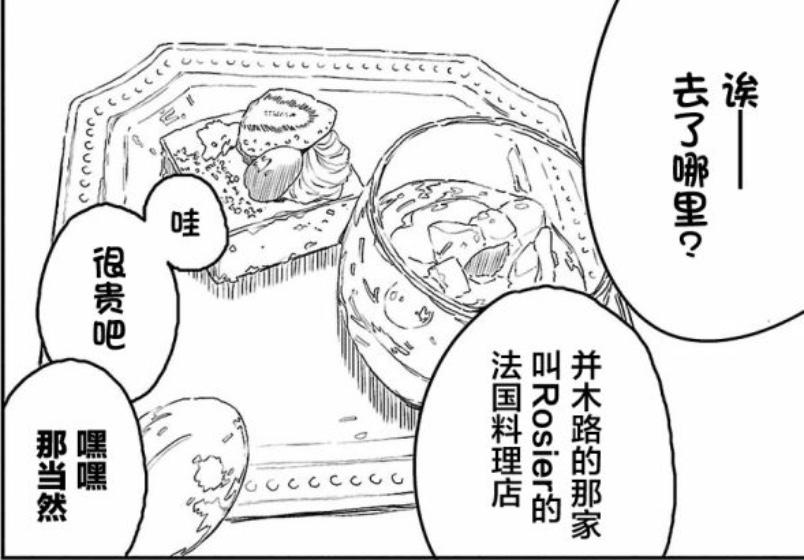 诶——
去了哪里？
并木路的那家
叫Rosier的
法国料理店
哇
很贵吧
嘿嘿
那当然